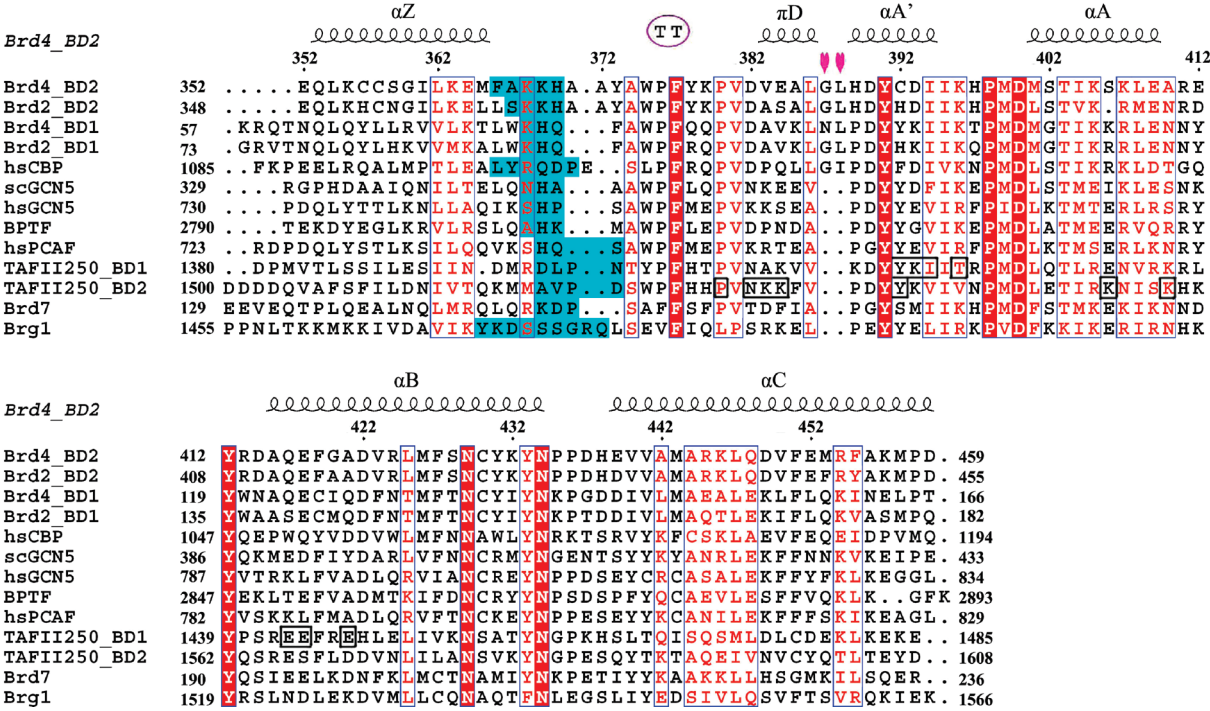 αZ πD αA’ αA
Brd4_BD2 TT
352 362 372 382 392 402 412
Brd4_BD2 352 .....EQLKCCSGILKEMFAKKHA.AYAWPFYKPVDVEALGLHDYCDIIKHPMDMSTIKSKLEARE
Brd2_BD2 348 .....EQLKHCNGILKELLSKKHA.AYAWPFYKPVDASALGLHDYHDIIKHPMDLSTVKRKMENRD
Brd4_BD1 57 .KRQTNQLQYLLRVVLKTLWKHQ...FAWPFQQPVDAVKLNLPDYYKIIKTPMDMGTIKKRLENNY
Brd2_BD1 73 .GRVTNQLQYLHKVVMKALWKHQ...FAWPFRQPVDAVKLGLPDYHKIIKQPMDMGTIKRRLENNY
hsCBP 1085 ..FKPEELRQALMPTLEALYRQDPE..SLPFRQPVDPQLLGIPDYFDIVKNPMDLSTIKRKLDTGQ
scGCN5 329 ....RGPHDAAIQNILTELQNHA...AAWPFLQPVNKEEV..PDYYDFIKEPMDLSTMEIKLESNK
hsGCN5 730 ....PDQLYTTLKNLLAQIKSHP...SAWPFMEPVKKSEA..PDYYEVIRFPIDLKTMTERLRSRY
BPTF 2790 ....TEKDYEGLKRVLRSLQAHK...MAWPFLEPVDPNDA..PDYYGVIKEPMDLATMEERVQRRY
hsPCAF 723 ..RDPDQLYSTLKSILQQVKSHQ...SAWPFMEPVKRTEA..PGYYEVIRFPMDLKTMSERLKNRY
TAFII250_BD1 1380 ..DPMVTLSSILESIIN.DMRDLP..NTYPFHTPVNAKVV..KDYYKIITRPMDLQTLRENVRKRL
TAFII250_BD2 1500 DDDDQVAFSFILDNIVTQKMMAVP..DSWPFHHPVNKKFV..PDYYKVIVNPMDLETIRKNISKHK
Brd7 129 EEVEQTPLQEALNQLMRQLQRKDP...SAFFSFPVTDFIA..PGYSMIIKHPMDFSTMKEKIKNND
Brg1 1455 PPNLTKKMKKIVDAVIKYKDSSSGRQLSEVFIQLPSRKEL..PEYYELIRKPVDFKKIKERIRNHK
αB αC
Brd4_BD2
422 432 442 452
Brd4_BD2 412 YRDAQEFGADVRLMFSNCYKYNPPDHEVVAMARKLQDVFEMRFAKMPD. 459
Brd2_BD2 408 YRDAQEFAADVRLMFSNCYKYNPPDHDVVAMARKLQDVFEFRYAKMPD. 455
Brd4_BD1 119 YWNAQECIQDFNTMFTNCYIYNKPGDDIVLMAEALEKLFLQKINELPT. 166
Brd2_BD1 135 YWAASECMQDFNTMFTNCYIYNKPTDDIVLMAQTLEKIFLQKVASMPQ. 182
hsCBP 1047 YQEPWQYVDDVWLMFNNAWLYNRKTSRVYKFCSKLAEVFEQEIDPVMQ. 1194
scGCN5 386 YQKMEDFIYDARLVFNNCRMYNGENTSYYKYANRLEKFFNNKVKEIPE. 433
hsGCN5 787 YVTRKLFVADLQRVIANCREYNPPDSEYCRCASALEKFFYFKLKEGGL. 834
BPTF 2847 YEKLTEFVADMTKIFDNCRYYNPSDSPFYQCAEVLESFFVQKLK..GFK 2893
hsPCAF 782 YVSKKLFMADLQRVFTNCKEYNPPESEYYKCANILEKFFFSKIKEAGL. 829
TAFII250_BD1 1439 YPSREEFREHLELIVKNSATYNGPKHSLTQISQSMLDLCDEKLKEKE.. 1485
TAFII250_BD2 1562 YQSRESFLDDVNLILANSVKYNGPESQYTKTAQEIVNVCYQTLTEYD.. 1608
Brd7 190 YQSIEELKDNFKLMCTNAMIYNKPETIYYKAAKKLLHSGMKILSQER.. 236
Brg1 1519 YRSLNDLEKDVMLLCQNAQTFNLEGSLIYEDSIVLQSVFTSVRQKIEK. 1566